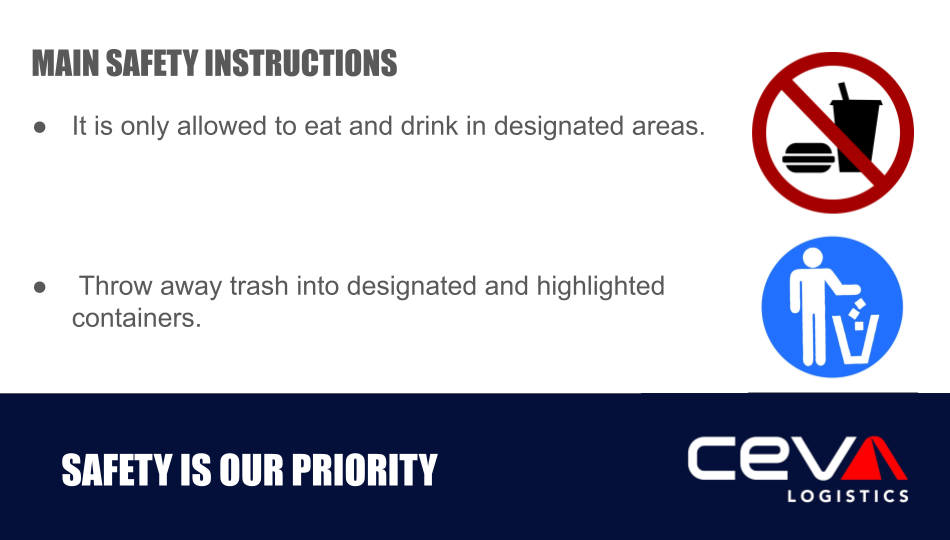 MAIN SAFETY INSTRUCTIONS
● It is only allowed to eat and drink in designated areas.
● Throw away trash into designated and highlighted
containers.
SAFETY IS OUR PRIORITY
CEVA
LOGISTICS